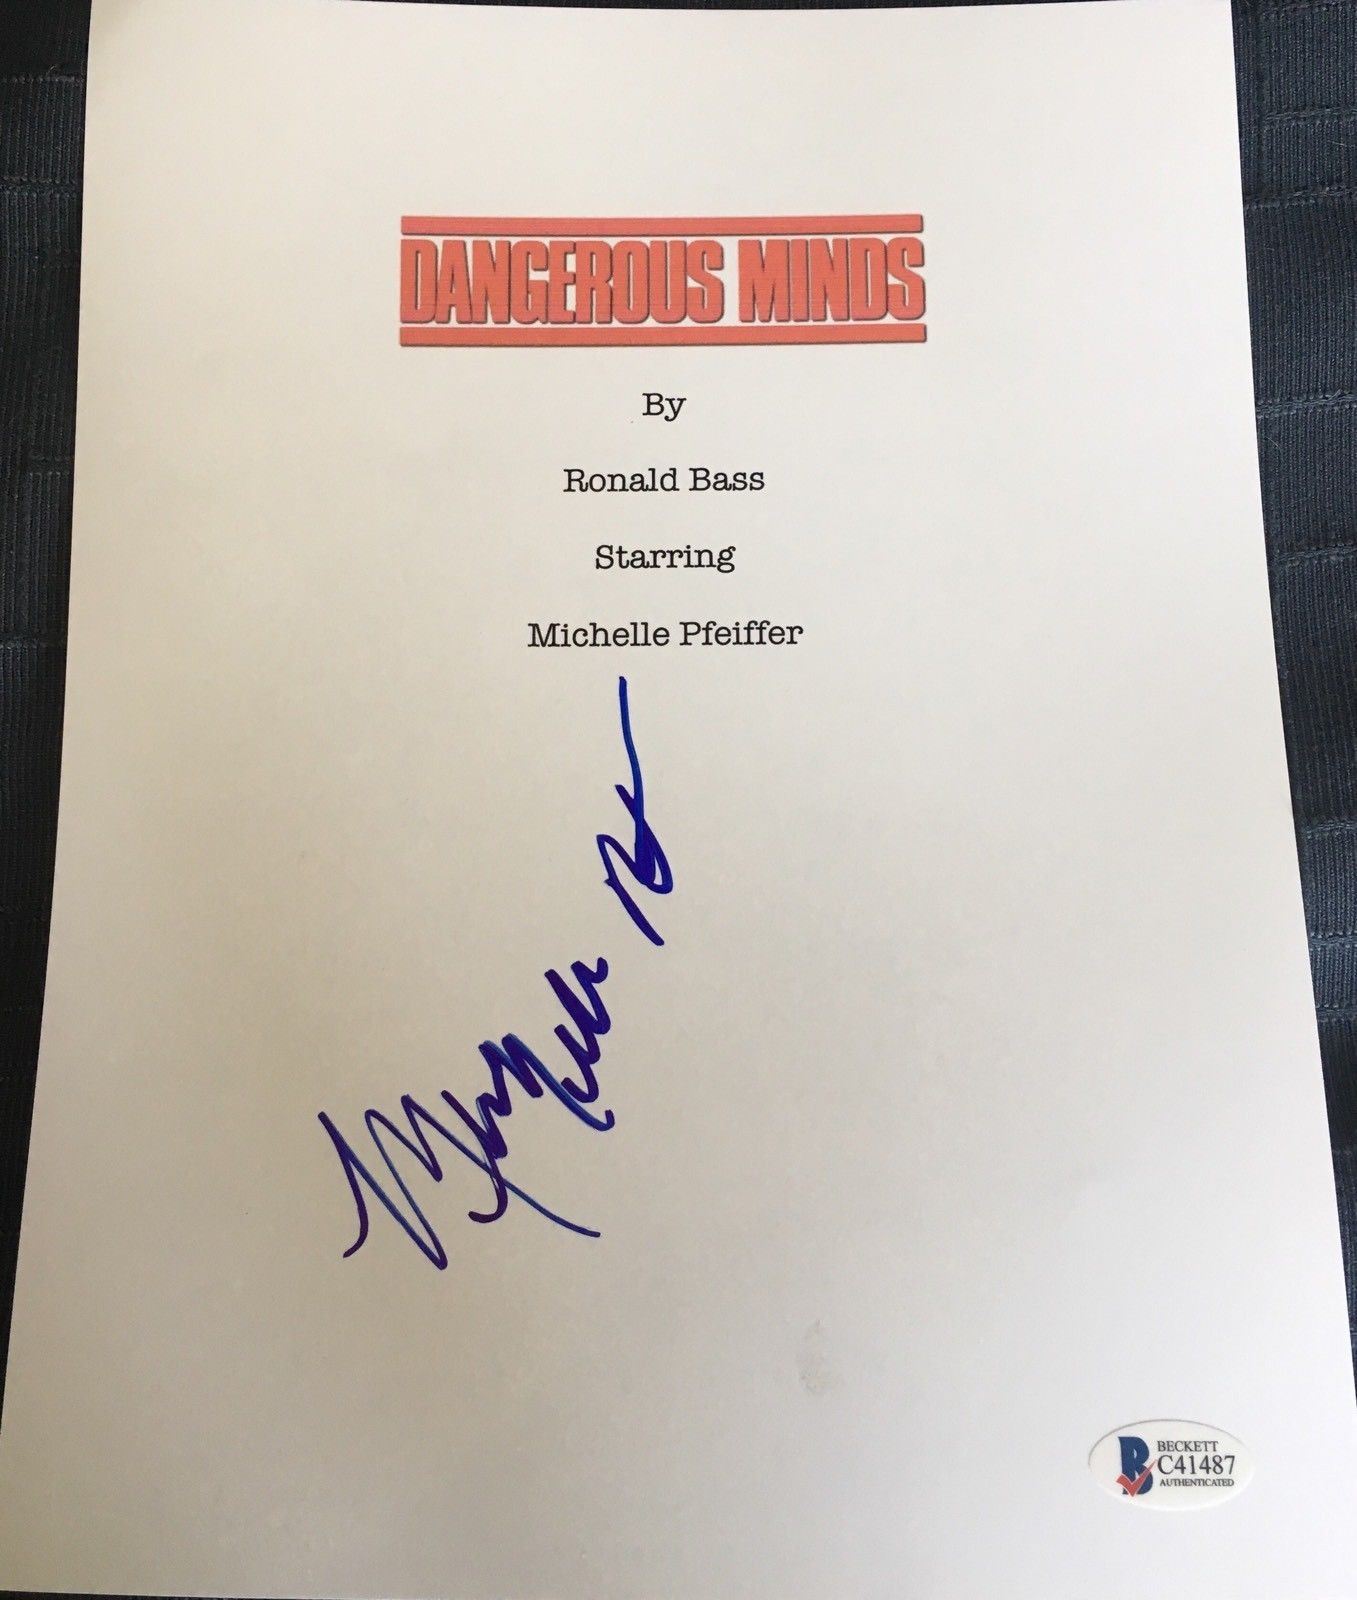 DANGEROUS MINDS
By
Ronald Bass
Starring
Michelle Pfeiffer
BECKETT
C41487
AUTHENTICATED